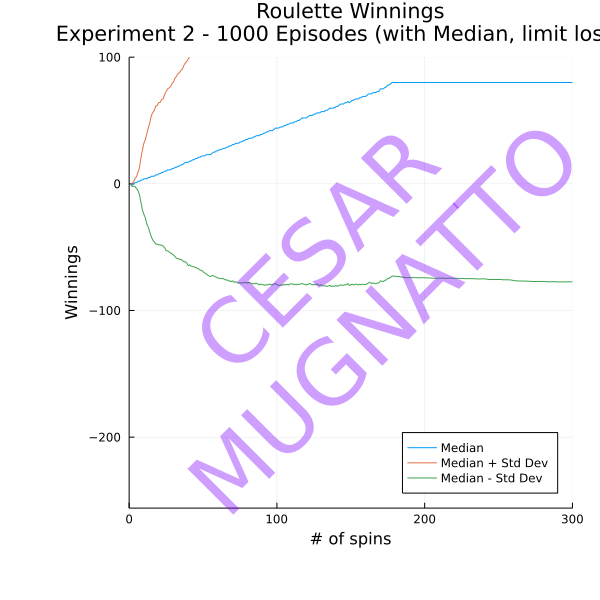 Roulette Winnings
Experiment 2 - 1000 Episodes (with Median, limit los
100
0
−100
−200
Winnings
0
100
200
300
# of spins
Median
Median + Std Dev
Median - Std Dev
CESAR
MUGNATTO